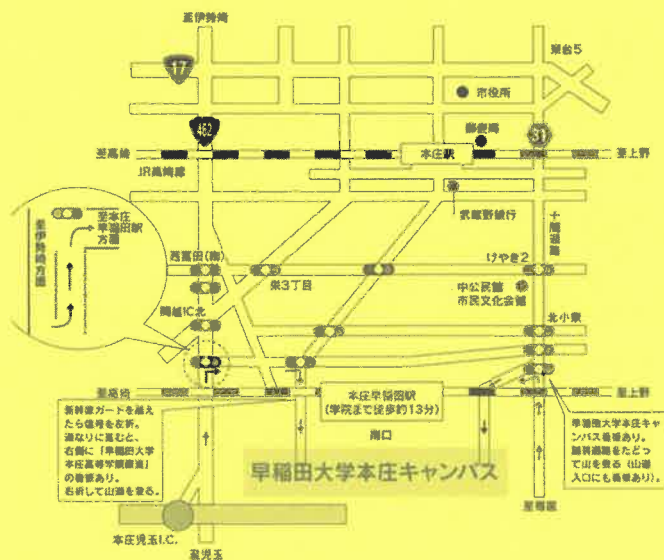 至伊勢崎
栗台5
17
市役所
462
郵便局
31
至高崎
本庄駅
至上野
JR高崎線
武蔵野銀行
至伊勢崎方面
至本庄
早稲田駅
方面
十間道路
西富田(南)
けやき2
栄3丁目
中公民館
市民文化会館
関越IC北
北小東
至高崎
本庄早稲田駅
(学院まで徒歩約13分)
至上野
南口
新幹線ガードを越え
たら信号を左折。
道なりに進むと、
右側に「早稲田大学
本庄高等学院直進」
の看板あり。
右折して山道を登る。
早稲田大学本庄キャ
ンパス看板あり。
舗装道路をたどっ
て山を登る(山道
入口にも看板あり)。
早稲田大学本庄キャンパス
本庄児玉I.C.
至児玉
至寄居